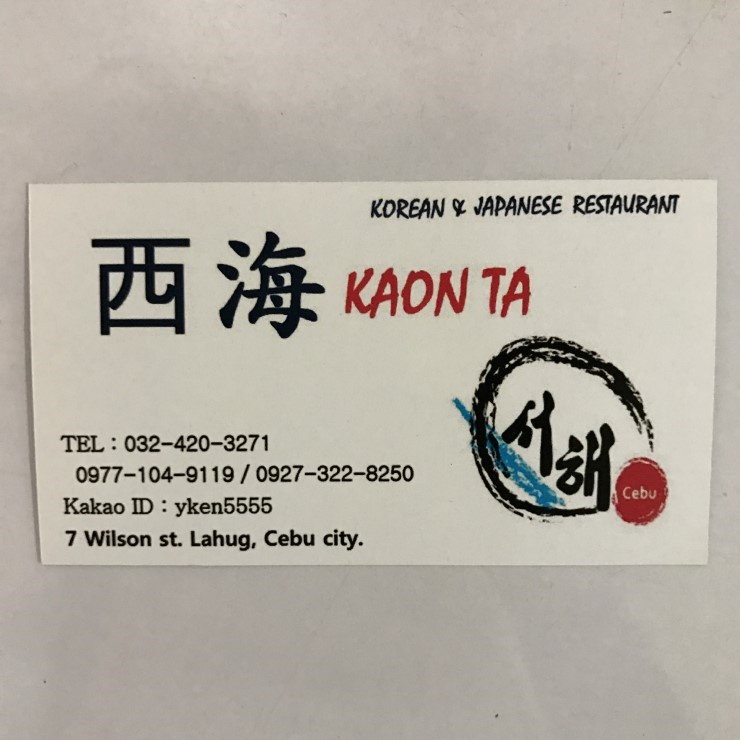 KOREAN & JAPANESE RESTAURANT
西海 KAON TA
서해
Cebu
TEL : 032-420-3271
0977-104-9119 / 0927-322-8250
Kakao ID : yken5555
7 Wilson st. Lahug, Cebu city.